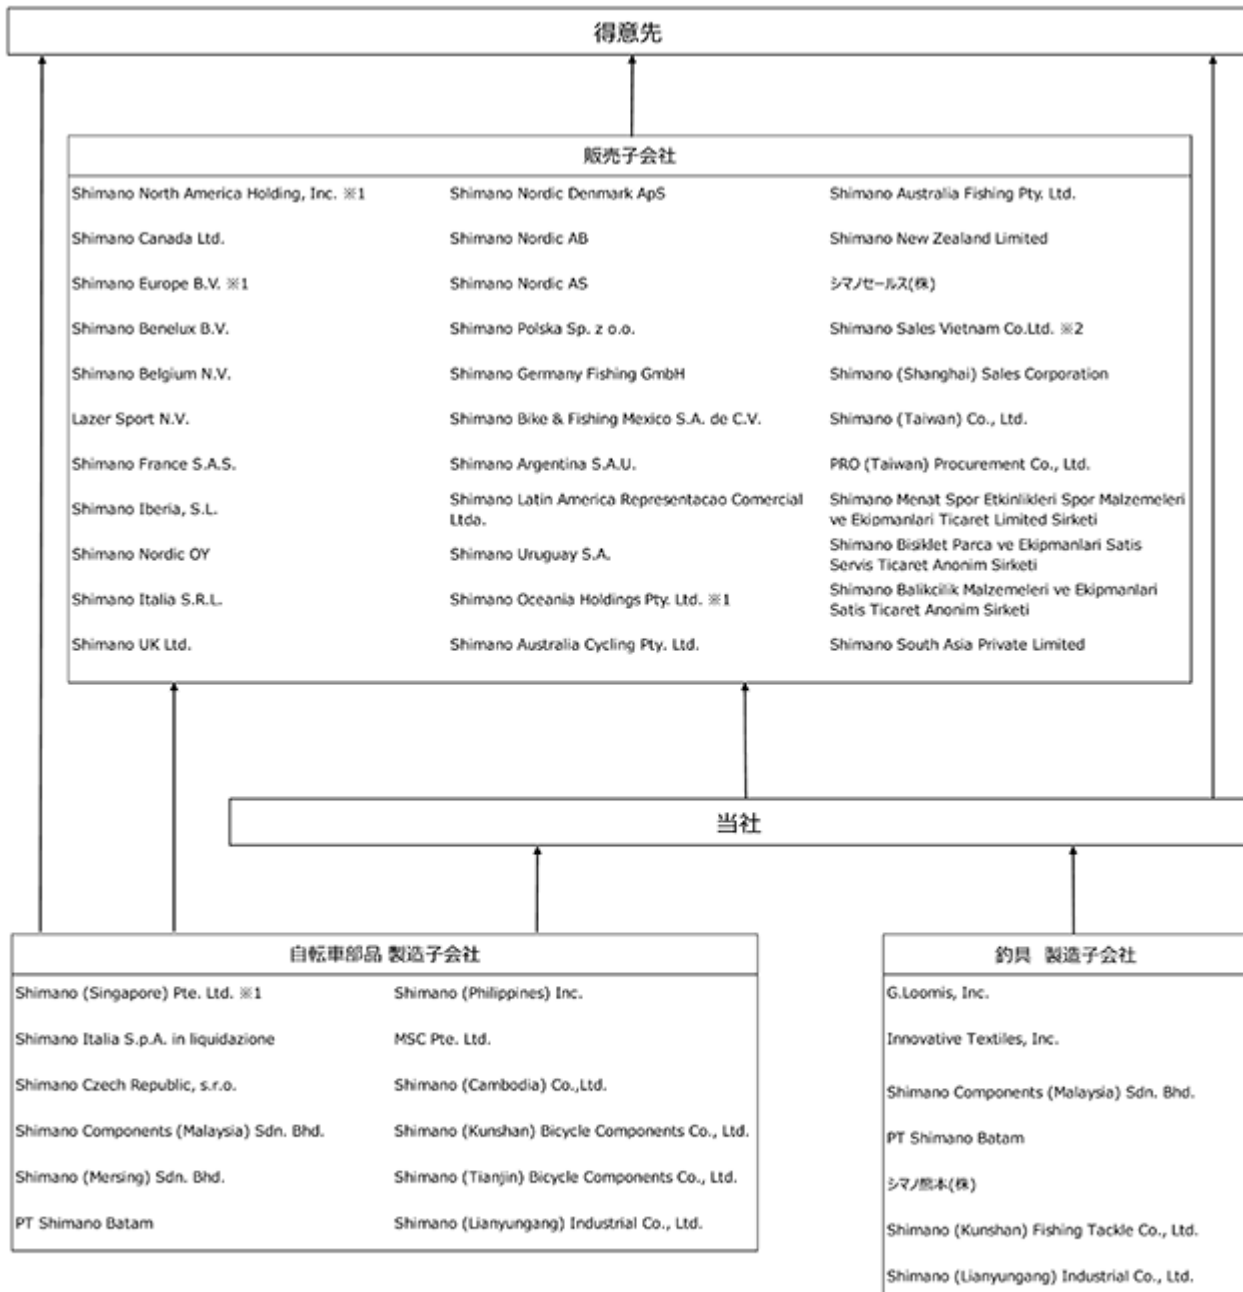 得意先
販売子会社
Shimano North America Holding, Inc. ※1
Shimano Canada Ltd.
Shimano Europe B.V. ※1
Shimano Benelux B.V.
Shimano Belgium N.V.
Lazer Sport N.V.
Shimano France S.A.S.
Shimano Iberia, S.L.
Shimano Nordic OY
Shimano Italia S.R.L.
Shimano UK Ltd.
Shimano Nordic Denmark ApS
Shimano Nordic AB
Shimano Nordic AS
Shimano Polska Sp. z o.o.
Shimano Germany Fishing GmbH
Shimano Bike & Fishing Mexico S.A. de C.V.
Shimano Argentina S.A.U.
Shimano Latin America Representacao Comercial
Ltda.
Shimano Uruguay S.A.
Shimano Oceania Holdings Pty. Ltd. ※1
Shimano Australia Cycling Pty. Ltd.
Shimano Australia Fishing Pty. Ltd.
Shimano New Zealand Limited
シマノセールス(株)
Shimano Sales Vietnam Co.Ltd. ※2
Shimano (Shanghai) Sales Corporation
Shimano (Taiwan) Co., Ltd.
PRO (Taiwan) Procurement Co., Ltd.
Shimano Menat Spor Etkinlikleri Spor Malzemeleri
ve Ekipmanlari Ticaret Limited Sirketi
Shimano Bisiklet Parca ve Ekipmanlari Satis
Servis Ticaret Anonim Sirketi
Shimano Balikcilik Malzemeleri ve Ekipmanlari
Satis Ticaret Anonim Sirketi
Shimano South Asia Private Limited
当社
自転車部品 製造子会社
Shimano (Singapore) Pte. Ltd. ※1
Shimano Italia S.p.A. in liquidazione
Shimano Czech Republic, s.r.o.
Shimano Components (Malaysia) Sdn. Bhd.
Shimano (Mersing) Sdn. Bhd.
PT Shimano Batam
Shimano (Philippines) Inc.
MSC Pte. Ltd.
Shimano (Cambodia) Co.,Ltd.
Shimano (Kunshan) Bicycle Components Co., Ltd.
Shimano (Tianjin) Bicycle Components Co., Ltd.
Shimano (Lianyungang) Industrial Co., Ltd.
釣具 製造子会社
G.Loomis, Inc.
Innovative Textiles, Inc.
Shimano Components (Malaysia) Sdn. Bhd.
PT Shimano Batam
シマノ熊本(株)
Shimano (Kunshan) Fishing Tackle Co., Ltd.
Shimano (Lianyungang) Industrial Co., Ltd.